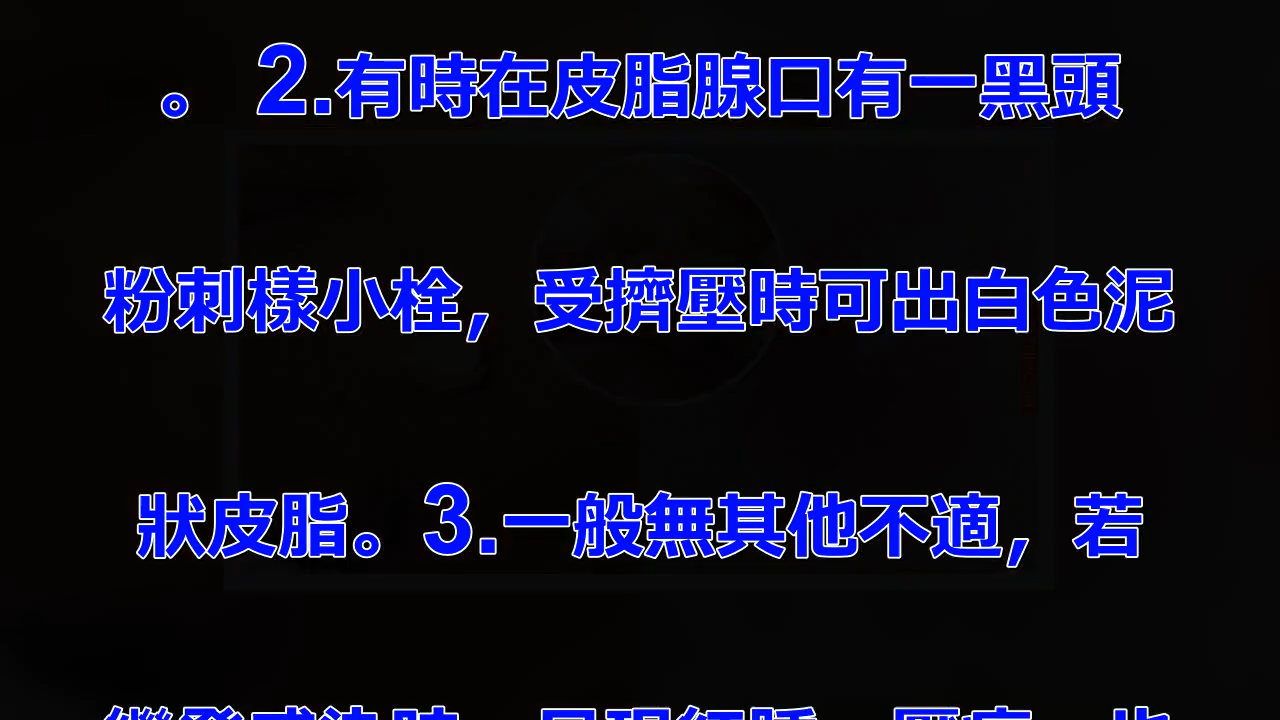 。 2.有時在皮脂腺口有一黑頭
粉刺樣小栓，受擠壓時可出白色泥
狀皮脂。3.一般無其他不適，若